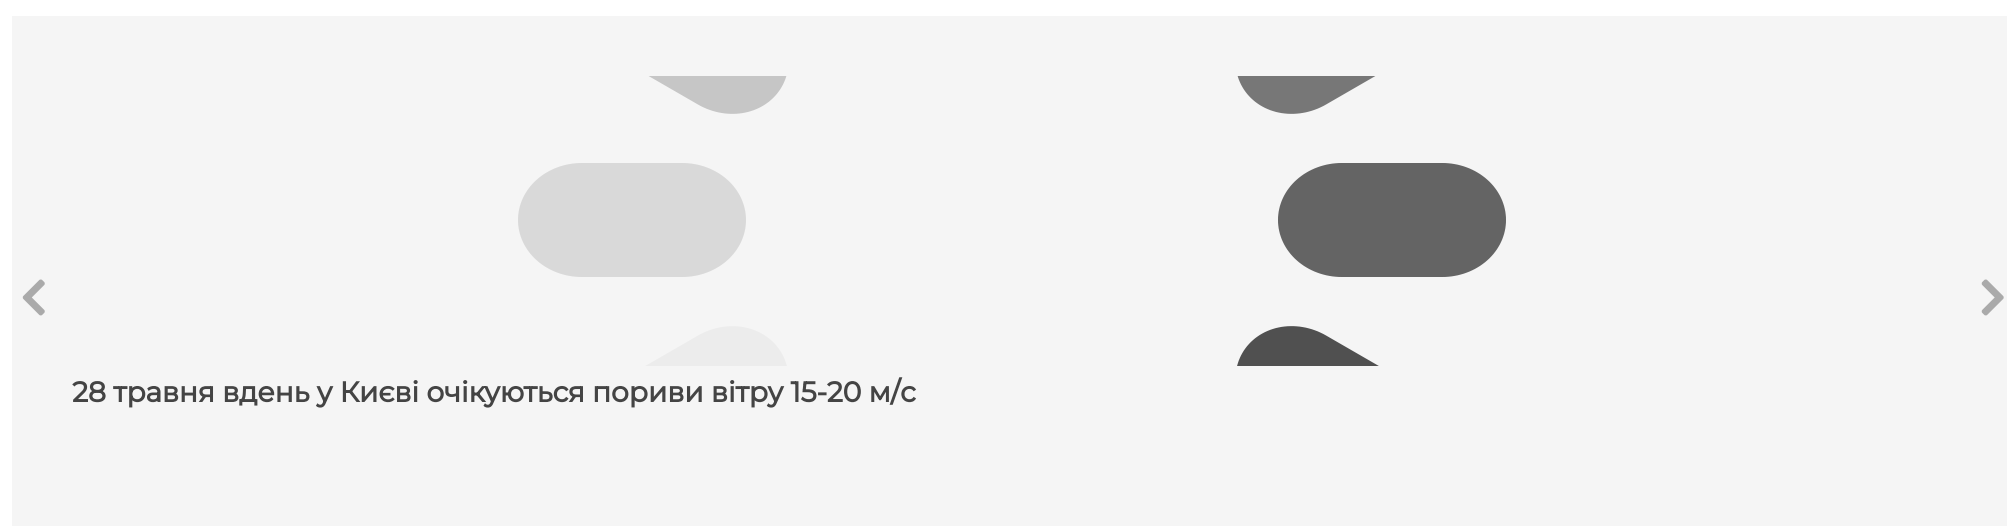 28 травня вдень у Києві очікуються пориви вітру 15-20 м/с